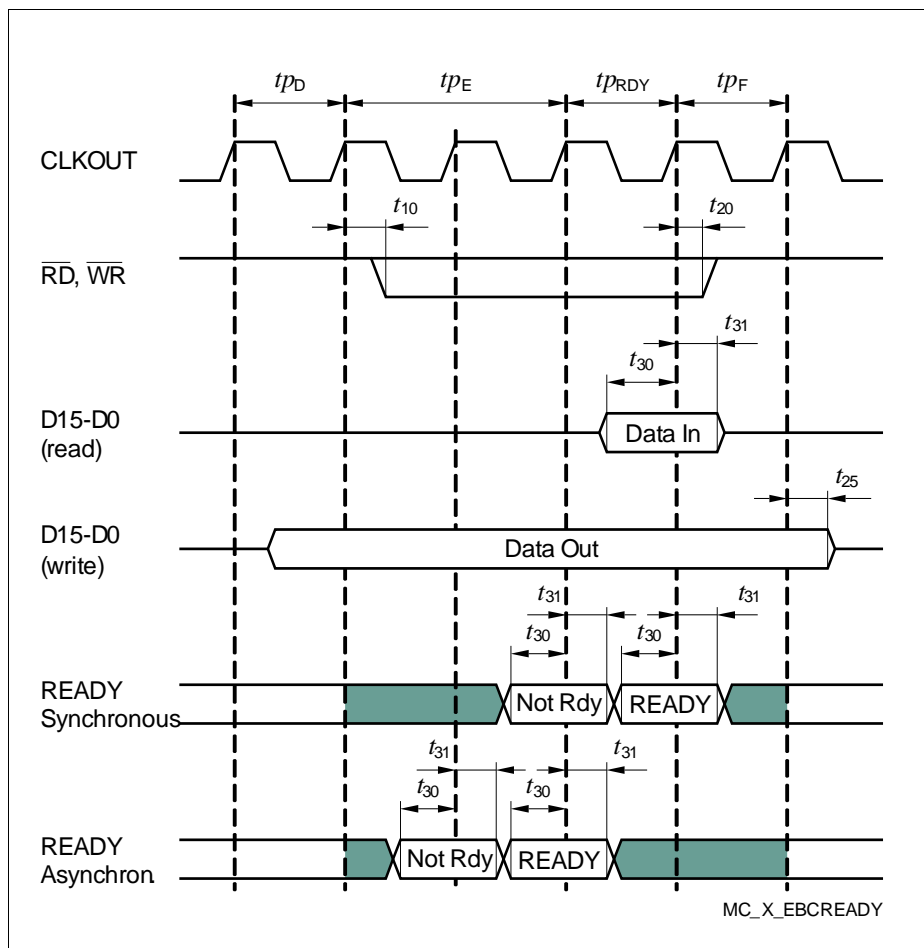 tpD tpE tpRDY tpF
CLKOUT
t10 t20
RD, WR
t31
t30
D15-D0
(read)
Data In
t25
D15-D0
(write)
Data Out
t31 t31
t30 t30
READY
Synchronous
Not Rdy READY
t31 t31
t30 t30
READY
Asynchron.
Not Rdy READY
MC_X_EBCREADY